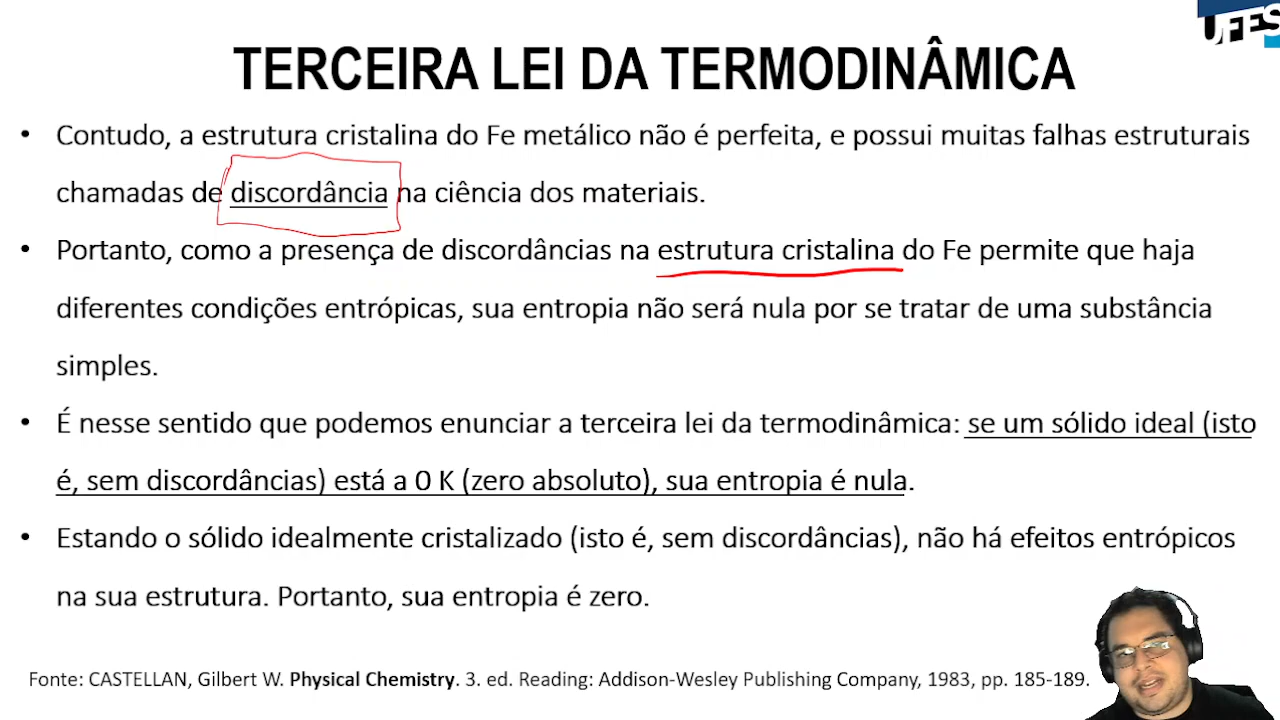 UFES
TERCEIRA LEI DA TERMODINÂMICA
• Contudo, a estrutura cristalina do Fe metálico não é perfeita, e possui muitas falhas estruturais
chamadas de discordância na ciência dos materiais.
• Portanto, como a presença de discordâncias na estrutura cristalina do Fe permite que haja
diferentes condições entrópicas, sua entropia não será nula por se tratar de uma substância
simples.
• É nesse sentido que podemos enunciar a terceira lei da termodinâmica: se um sólido ideal (isto
é, sem discordâncias) está a 0 K (zero absoluto), sua entropia é nula.
• Estando o sólido idealmente cristalizado (isto é, sem discordâncias), não há efeitos entrópicos
na sua estrutura. Portanto, sua entropia é zero.
Fonte: CASTELLAN, Gilbert W. Physical Chemistry. 3. ed. Reading: Addison-Wesley Publishing Company, 1983, pp. 185-189.